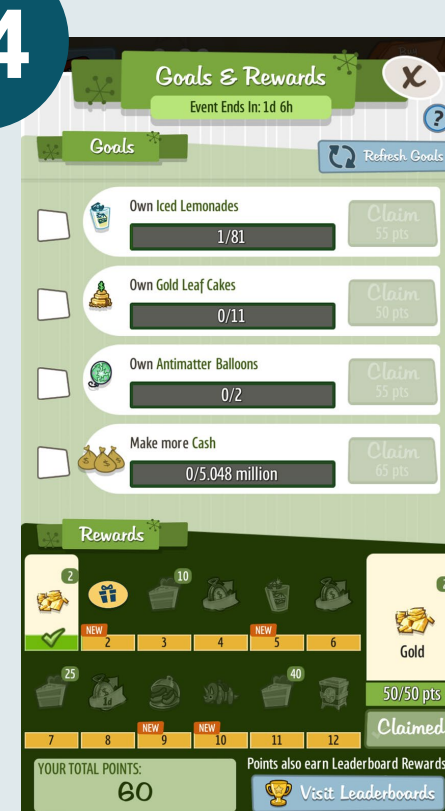 4
Goals & Rewards
X
Event Ends In: 1d 6h
?
Goals
Refresh Goals
Own Iced Lemonades
1/81
Claim
55 pts
Own Gold Leaf Cakes
0/11
Claim
50 pts
Own Antimatter Balloons
0/2
Claim
55 pts
Make more Cash
0/5.048 million
Claim
65 pts
Rewards
2
10
NEW
NEW
2
3
4
5
6
Gold
50/50 pts
Claimed
25
1d
40
NEW
NEW
7
8
9
10
11
12
YOUR TOTAL POINTS:
60
Points also earn Leaderboard Rewards
Visit Leaderboards